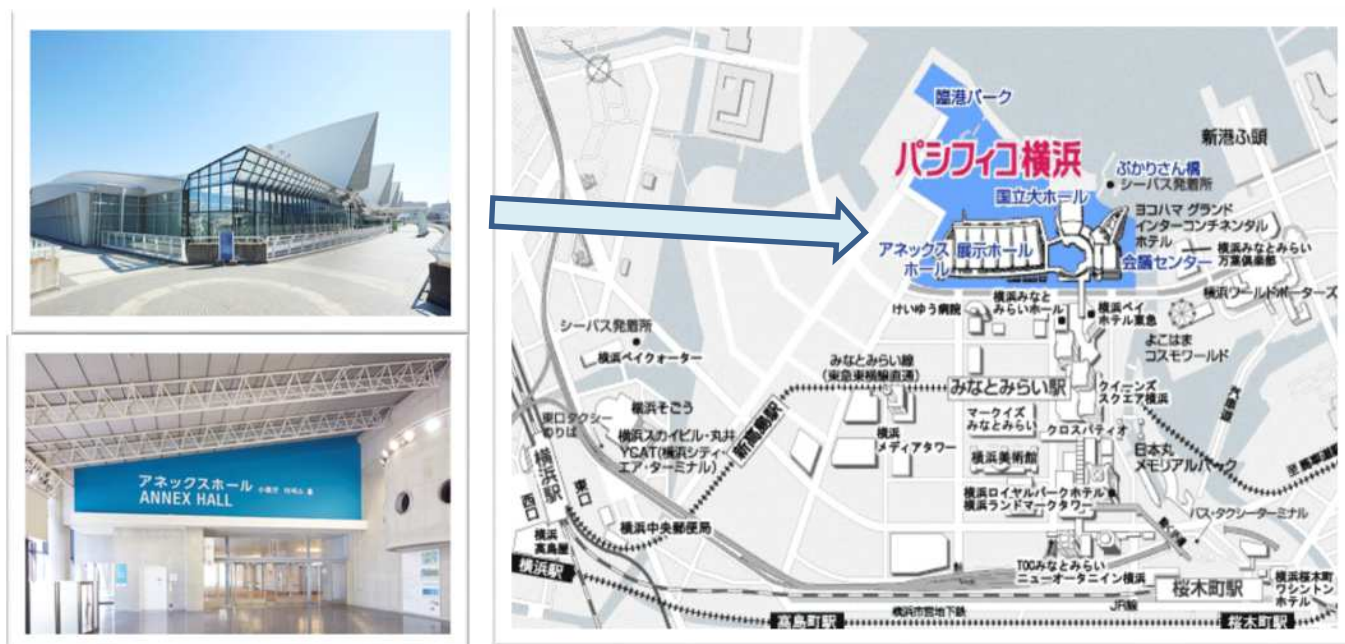 アネックスホール
ANNEX HALL
臨港パーク
パシフィコ横浜
新港ふ頭
ぷかりさん橋
シーバス発着所
国立大ホール
ヨコハマ グランド
インターコンチネンタル
ホテル
アネックス
ホール
展示ホール
会議センター
横浜みなとみらい
万葉倶楽部
横浜ワールドポーターズ
けいゆう病院
横浜みなと
みらいホール
横浜ベイ
ホテル東急
よこはま
コスモワールド
シーバス発着所
横浜ベイクォーター
みなとみらい線
(東急東横線直通)
みなとみらい駅
クイーンズ
スクエア横浜
汽車道
マークイズ
みなとみらい
クロスパティオ
東口タクシー
のりば
横浜そごう
横浜スカイビル・丸井
YCAT(横浜シティ・
エア・ターミナル)
新高島駅
横浜
メディアタワー
横浜美術館
日本丸
メモリアルパーク
至 馬車道駅
横浜ロイヤルパークホテル
横浜ランドマークタワー
動く歩道
バス・タクシーターミナル
横浜駅
西口
東口
横浜中央郵便局
横浜
高島屋
横浜駅
TOCみなとみらい
ニューオータニイン横浜
桜木町駅
横浜桜木町
ワシントン
ホテル
横浜市営地下鉄
JR線
高島町駅
桜木町駅